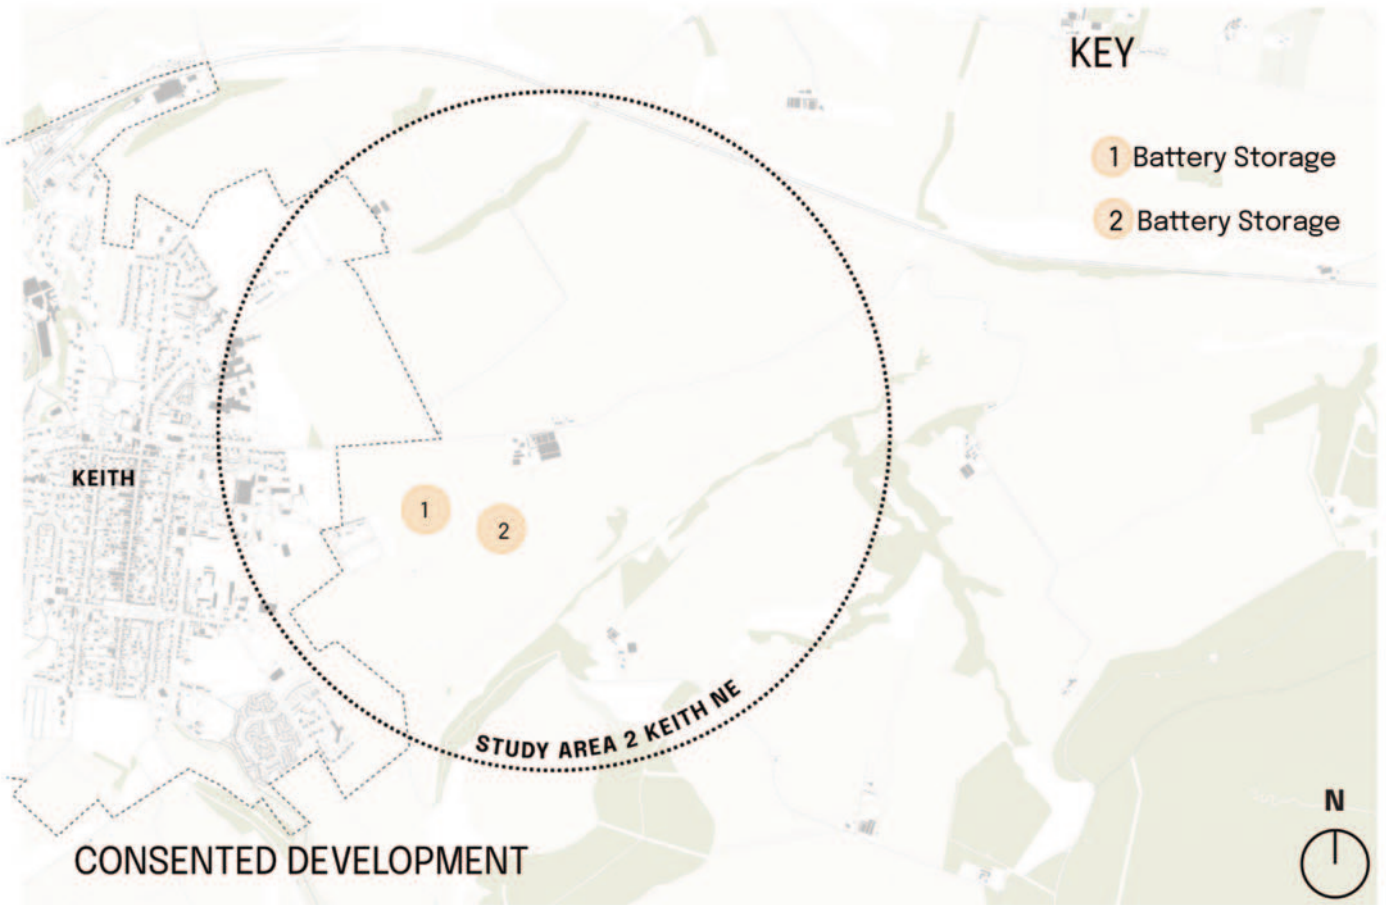 KEY
1 Battery Storage
2 Battery Storage
KEITH
1
2
STUDY AREA 2 KEITH NE
N
CONSENTED DEVELOPMENT